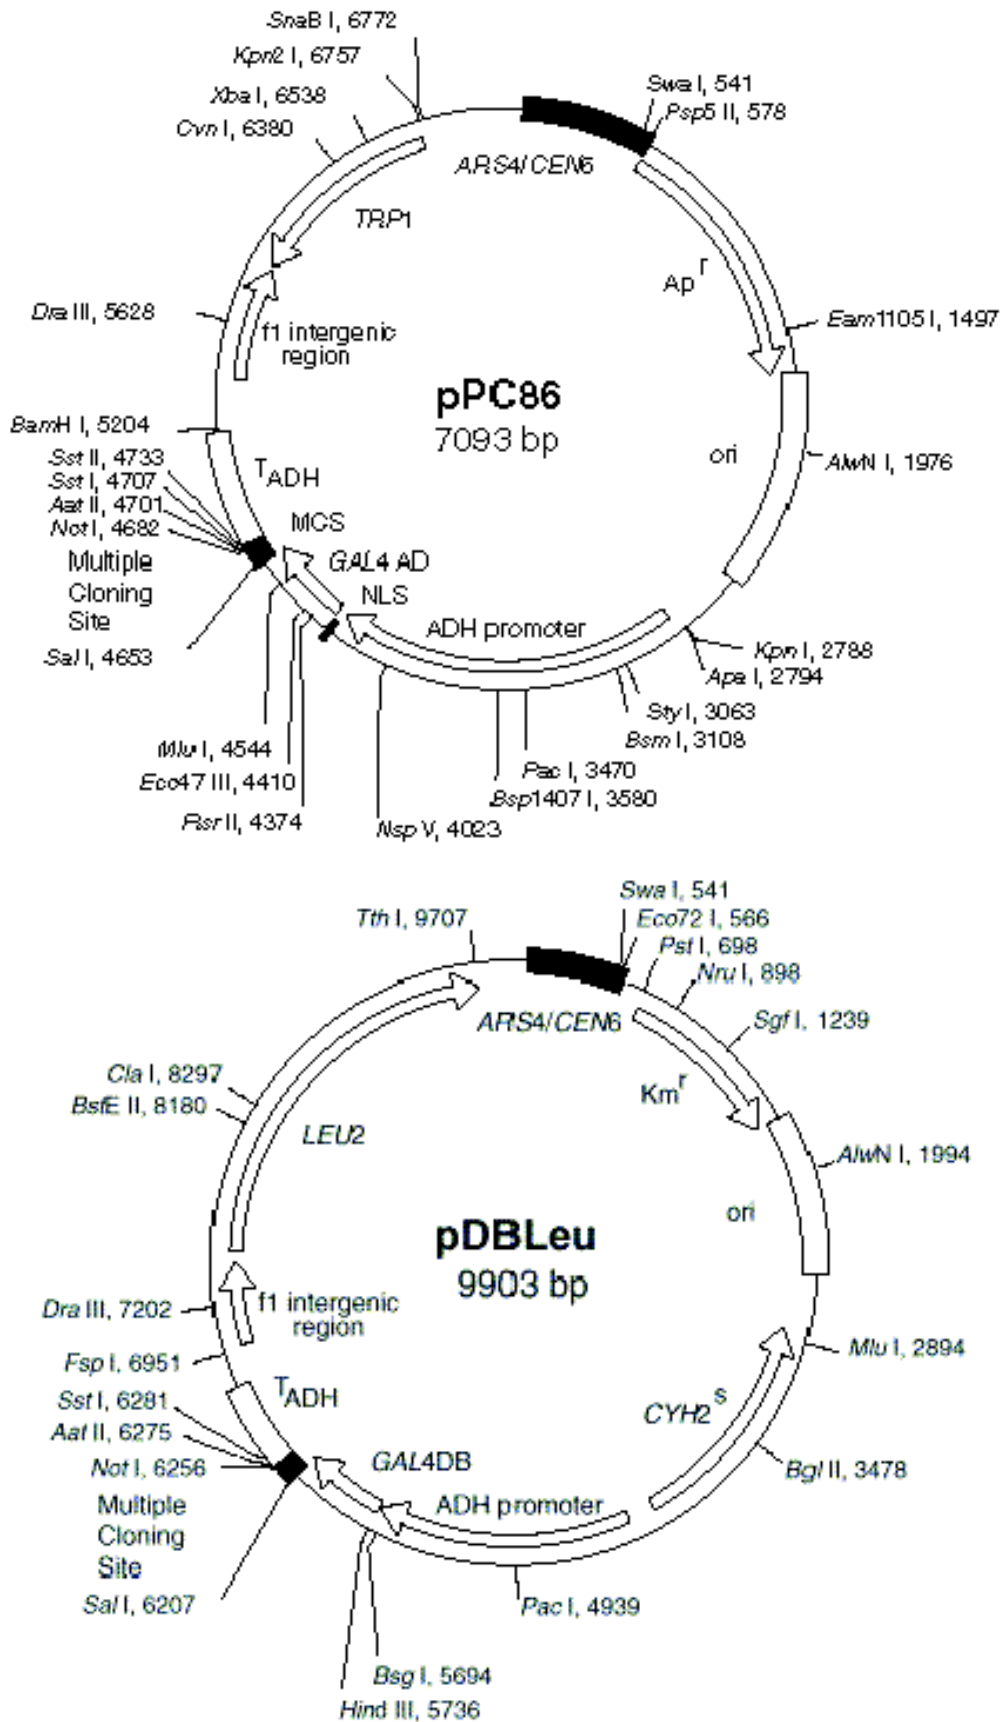 SnaB I, 6772
Kpn2 I, 6757
Xba I, 6538
Cvn I, 6380
Swa I, 541
Psp5 II, 578
ARS4/CEN6
TRP1
Ap r
Dra III, 5628
f1 intergenic
region
Eam1105 I, 1497
pPC86
7093 bp
BamH I, 5204
Sst II, 4733
Sst I, 4707
Aat II, 4701
Not I, 4682
Multiple
Cloning
Site
Sal I, 4653
TADH
MCS
GAL4 AD
NLS
ADH promoter
ori
AlwN I, 1976
Kpn I, 2788
Apa I, 2794
Sty I, 3063
Bsm I, 3108
Pac I, 3470
Bsp1407 I, 3580
Mlu I, 4544
Eco47 III, 4410
Rsr II, 4374
Nsp V, 4023
Swa I, 541
Eco72 I, 566
Pst I, 698
Nru I, 898
Sgf I, 1239
Tth I, 9707
ARS4/CEN6
Km r
Cla I, 8297
BstE II, 8180
LEU2
AlwN I, 1994
ori
pDBLeu
9903 bp
Dra III, 7202
f1 intergenic
region
Fsp I, 6951
Sst I, 6281
Aat II, 6275
Not I, 6256
Multiple
Cloning
Site
Sal I, 6207
TADH
GAL4DB
ADH promoter
CYH2 s
Mlu I, 2894
Bgl II, 3478
Pac I, 4939
Bsg I, 5694
Hind III, 5736